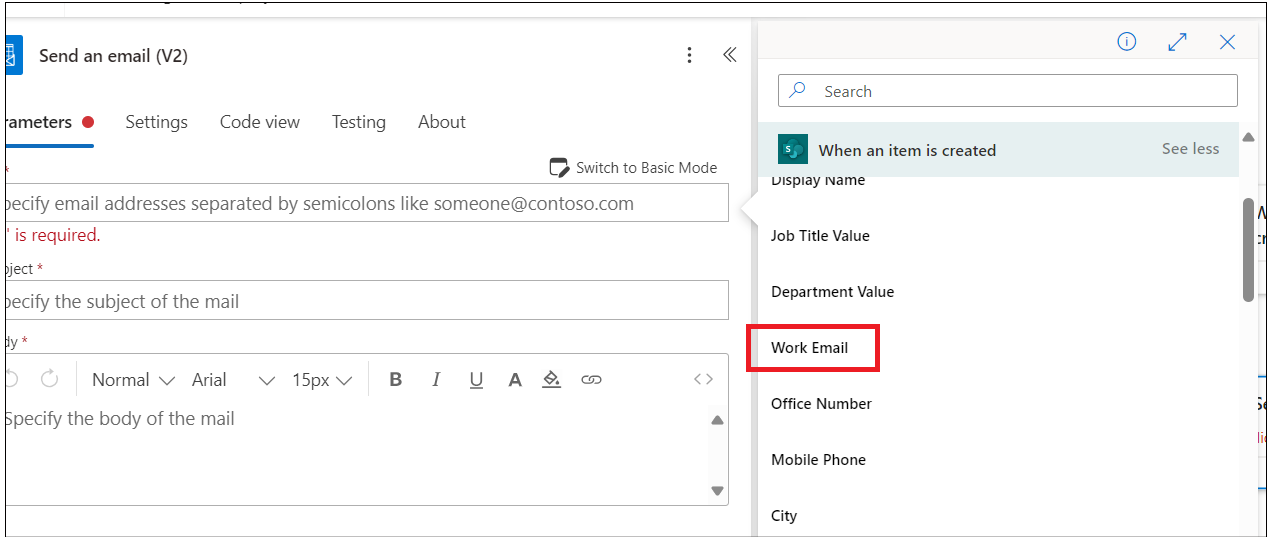 Send an email (V2)
rameters
Settings
Code view
Testing
About
*
Switch to Basic Mode
pecify email addresses separated by semicolons like someone@contoso.com
' is required.
bject *
pecify the subject of the mail
dy *
Normal
Arial
15px
B
I
U
A
Specify the body of the mail
Search
S
When an item is created
See less
Display Name
Job Title Value
Department Value
Work Email
Office Number
Mobile Phone
City